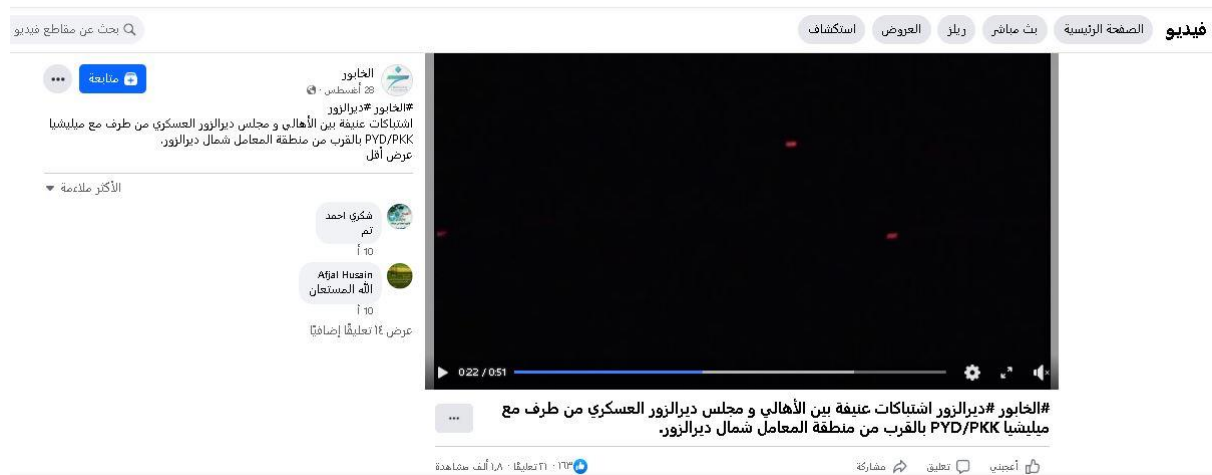 فيديو
الصفحة الرئيسية
بث مباشر
ريلز
العروض
استكشاف
بحث عن مقاطع فيديو
الخابور
28 أغسطس ·
متابعة
#الخابور #ديرالزور
اشتباكات عنيفة بين الأهالي و مجلس ديرالزور العسكري من طرف مع ميليشيا
PYD/PKK بالقرب من منطقة المعامل شمال ديرالزور.
عرض أقل
الأكثر ملاءمة
شكري احمد
تم
10 أ
Afjal Husain
الله المستعان
10 أ
عرض ١٤ تعليقًا إضافيًا
0:22 / 0:51
#الخابور #ديرالزور اشتباكات عنيفة بين الأهالي و مجلس ديرالزور العسكري من طرف مع
ميليشيا PYD/PKK بالقرب من منطقة المعامل شمال ديرالزور.
أعجبني
تعليق
مشاركة
١٦٣ · ٢١ تعليقًا · ١٫٨ ألف مشاهدة